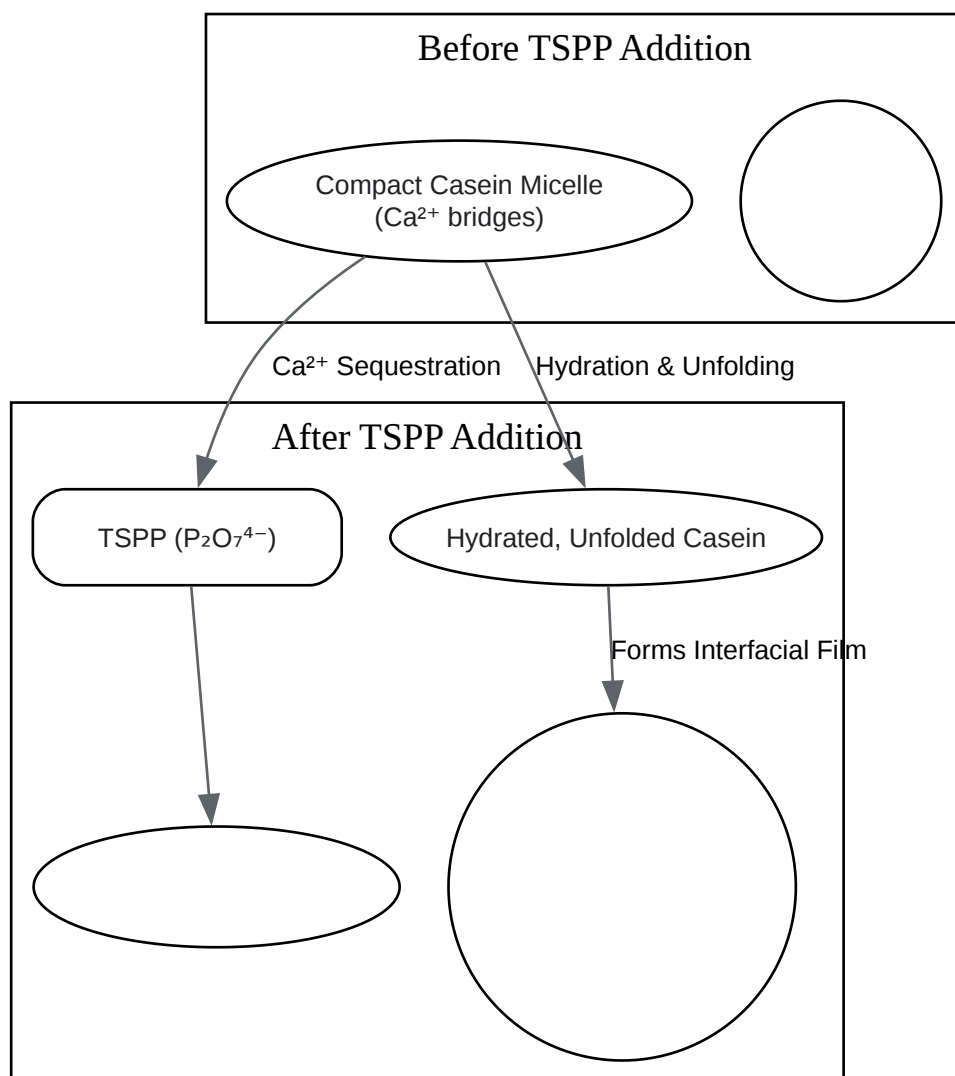 Before TSPP Addition
Compact Casein Micelle
(Ca²⁺ bridges)
Ca²⁺ Sequestration
Hydration & Unfolding
After TSPP Addition
TSPP (P₂O₇⁴⁻)
Hydrated, Unfolded Casein
Forms Interfacial Film